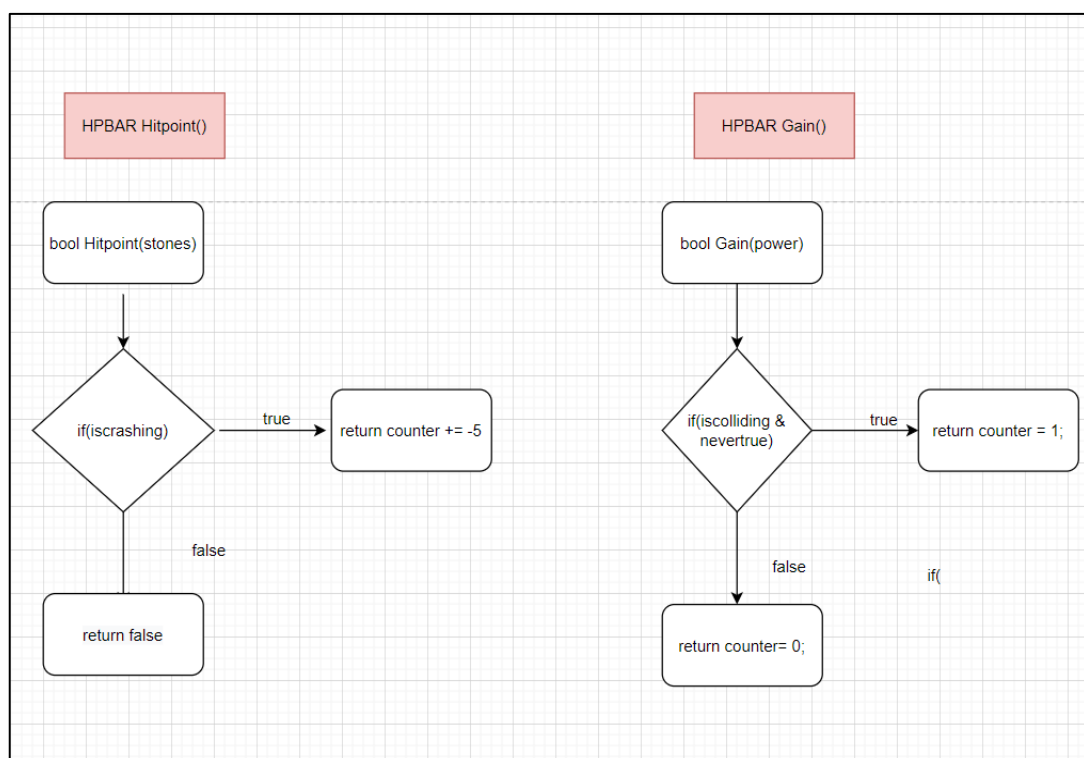 HPBAR Hitpoint()
bool Hitpoint(stones)
if(iscrashing)
true
return counter += -5
false
return false
HPBAR Gain()
bool Gain(power)
if(iscolliding &
nevertrue)
true
return counter = 1;
false
if(
return counter= 0;